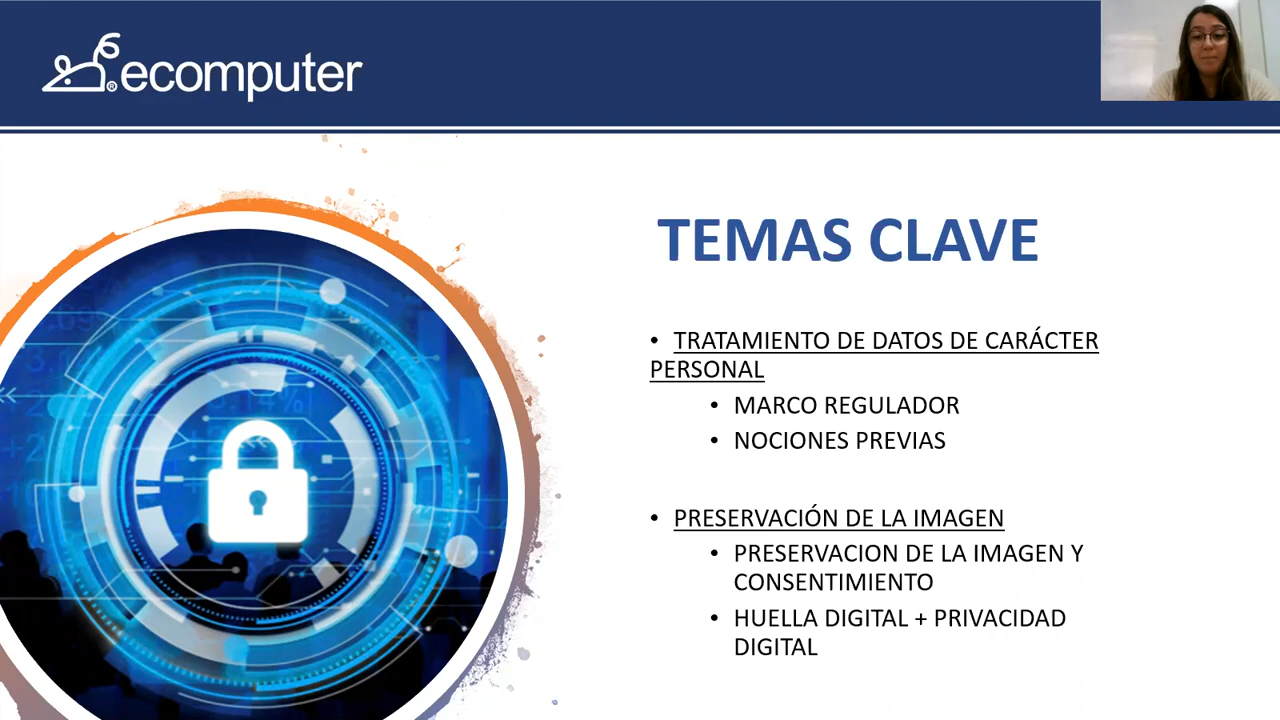 ecomputer
TEMAS CLAVE
• TRATAMIENTO DE DATOS DE CARÁCTER
PERSONAL
• MARCO REGULADOR
• NOCIONES PREVIAS
• PRESERVACIÓN DE LA IMAGEN
• PRESERVACION DE LA IMAGEN Y
CONSENTIMIENTO
• HUELLA DIGITAL + PRIVACIDAD
DIGITAL